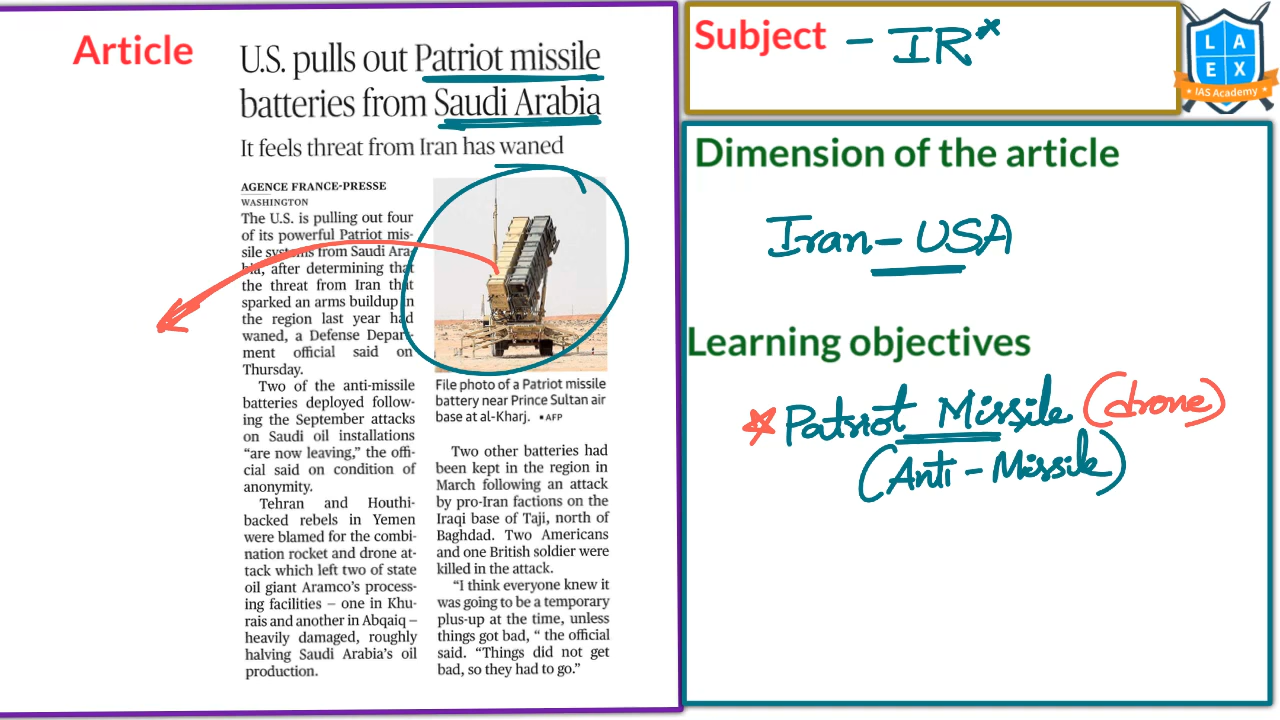 Article
U.S. pulls out Patriot missile
batteries from Saudi Arabia
It feels threat from Iran has waned
AGENCE FRANCE-PRESSE
WASHINGTON
The U.S. is pulling out four
of its powerful Patriot mis-
sile systems from Saudi Ara-
bia, after determining that
the threat from Iran that
sparked an arms buildup in
the region last year had
waned, a Defense Depart-
ment official said on
Thursday.
Two of the anti-missile
batteries deployed follow-
ing the September attacks
on Saudi oil installations
“are now leaving,” the offi-
cial said on condition of
anonymity.
Tehran and Houthi-
backed rebels in Yemen
were blamed for the combi-
nation rocket and drone at-
tack which left two of state
oil giant Aramco’s process-
ing facilities – one in Khu-
rais and another in Abqaiq –
heavily damaged, roughly
halving Saudi Arabia’s oil
production.
File photo of a Patriot missile
battery near Prince Sultan air
base at al-Kharj. ▪AFP
Two other batteries had
been kept in the region in
March following an attack
by pro-Iran factions on the
Iraqi base of Taji, north of
Baghdad. Two Americans
and one British soldier were
killed in the attack.
“I think everyone knew it
was going to be a temporary
plus-up at the time, unless
things got bad, “ the official
said. “Things did not get
bad, so they had to go.”
Subject - IR*
LA
EX
IAS Academy
Dimension of the article
Iran - USA
Learning objectives
Patriot Missile (drone)
(Anti - Missile)